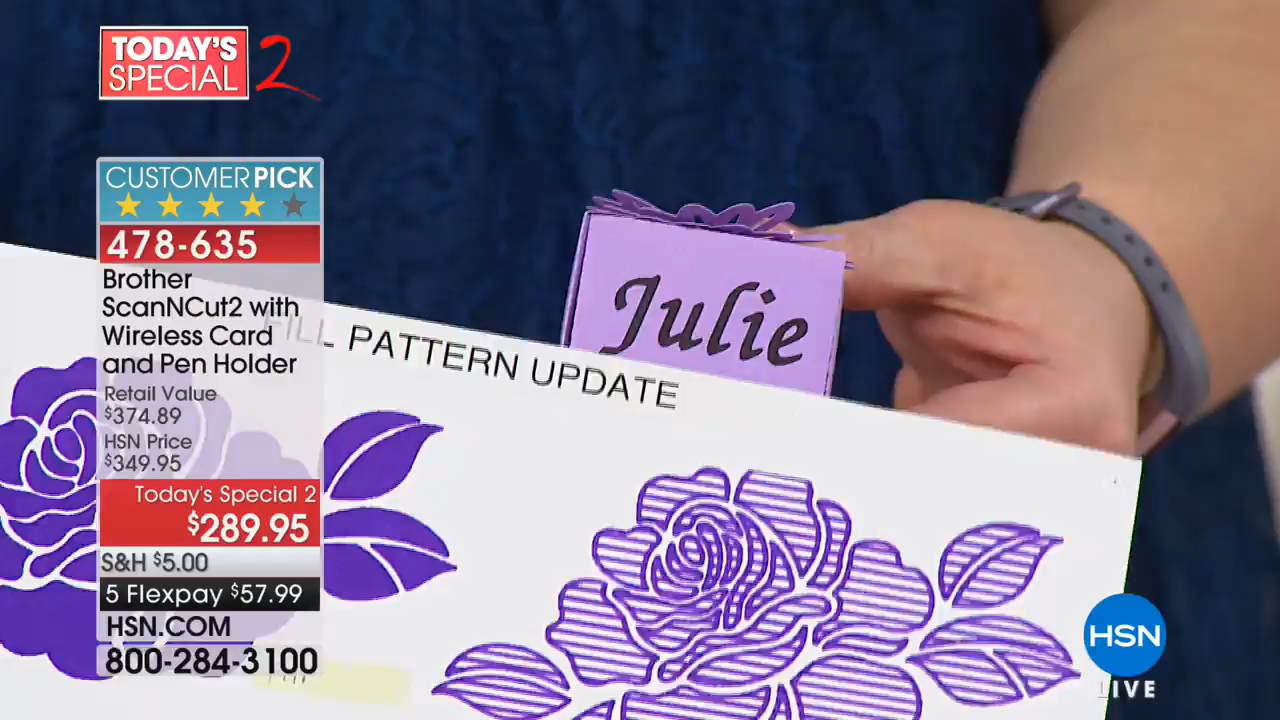 TODAY'S
SPECIAL 2
CUSTOMER PICK
478-635
Brother
ScanNCut2 with
Wireless Card
and Pen Holder
Retail Value
$374.89
HSN Price
$349.95
Today's Special 2
$289.95
S&H $5.00
5 Flexpay $57.99
HSN.COM
800-284-3100
Julie
FILL PATTERN UPDATE
HSN
LIVE